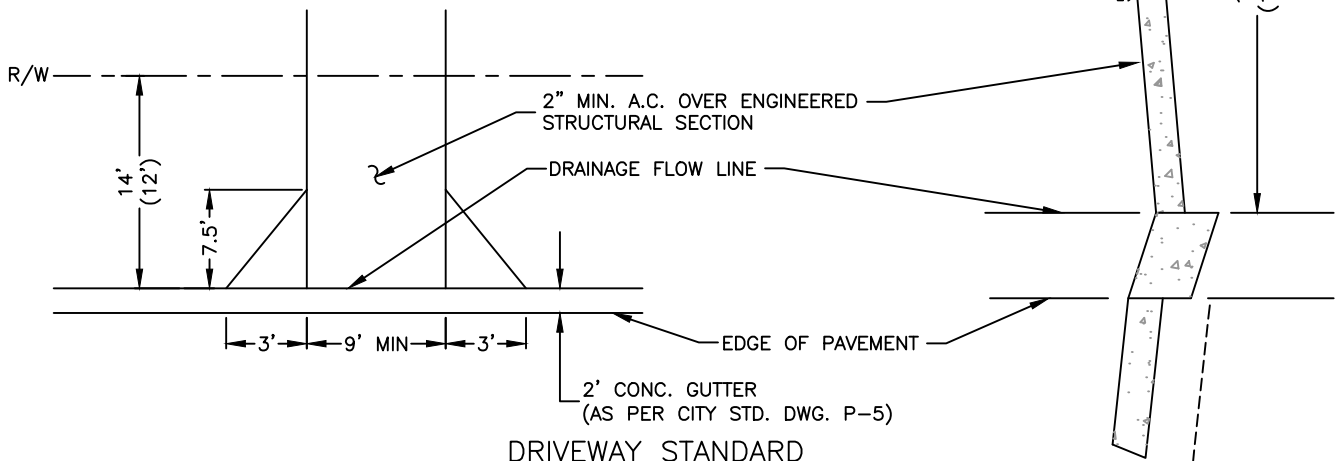 R/W
2" MIN. A.C. OVER ENGINEERED
STRUCTURAL SECTION
14'
(12')
DRAINAGE FLOW LINE
7.5'
3'
9' MIN
3'
EDGE OF PAVEMENT
2' CONC. GUTTER
(AS PER CITY STD. DWG. P-5)
DRIVEWAY STANDARD